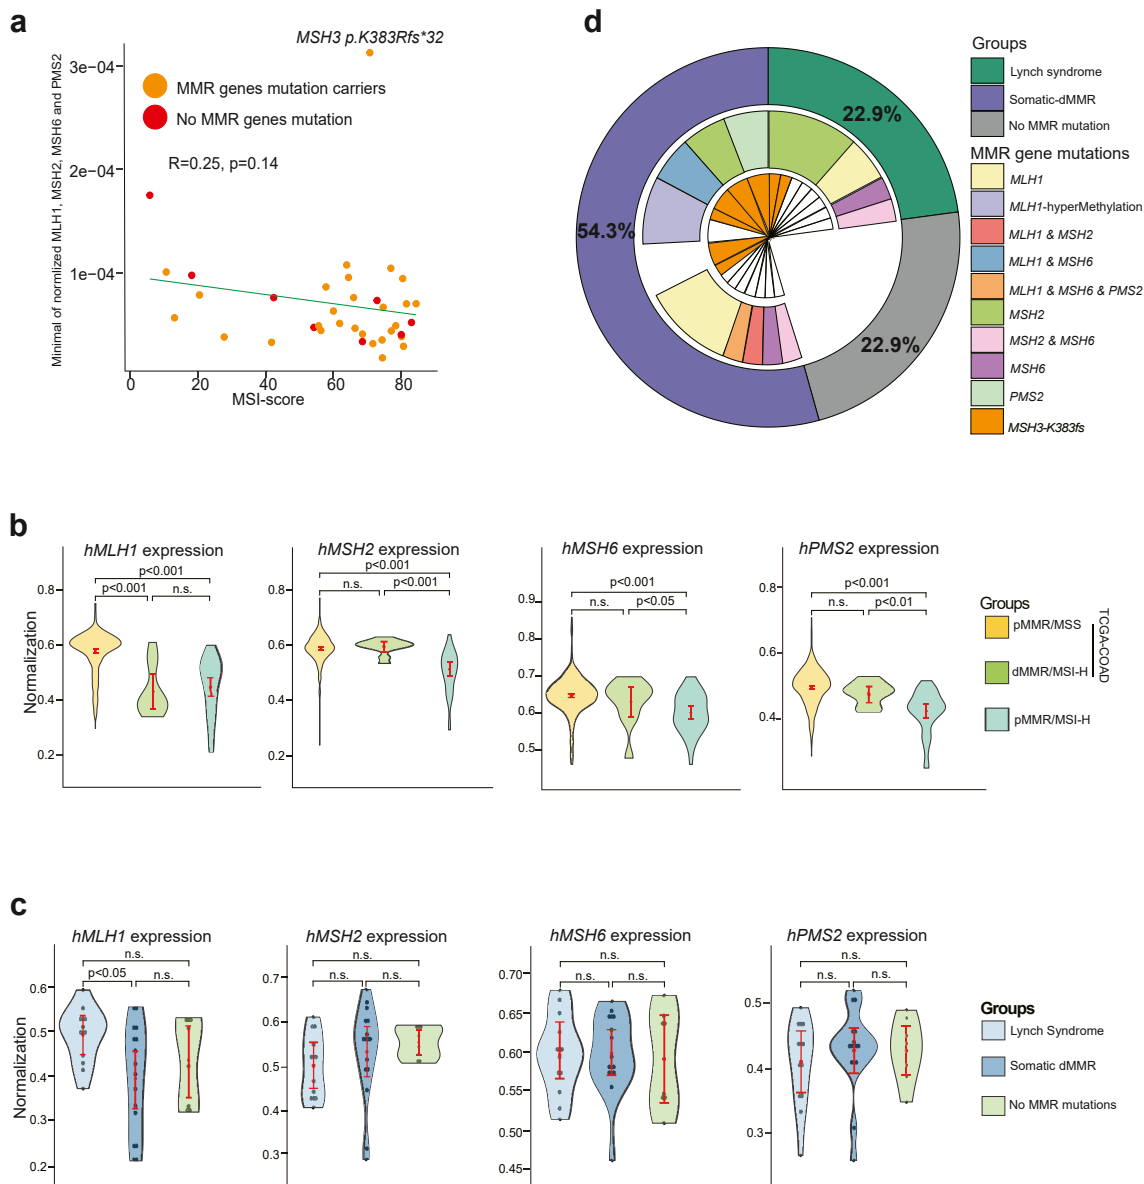 a
MSH3 p.K383Rfs*32
Minimal of normlized MLH1, MSH2, MSH6 and PMS2
3e−04
2e−04
1e−04
MMR genes mutation carriers
No MMR genes mutation
R=0.25, p=0.14
0 20 40 60 80
MSI-score
d
22.9%
54.3%
22.9%
Groups
Lynch syndrome
Somatic-dMMR
No MMR mutation
MMR gene mutations
MLH1
MLH1-hyperMethylation
MLH1 & MSH2
MLH1 & MSH6
MLH1 & MSH6 & PMS2
MSH2
MSH2 & MSH6
MSH6
PMS2
MSH3-K383fs
b
Normalization
hMLH1 expression
p<0.001
p<0.001 n.s.
0.8
0.6
0.4
0.2
hMSH2 expression
p<0.001
n.s. p<0.001
0.8
0.6
0.4
0.2
hMSH6 expression
p<0.001
n.s. p<0.05
0.9
0.8
0.7
0.6
0.5
hPMS2 expression
p<0.001
n.s. p<0.01
0.8
0.6
0.4
Groups
pMMR/MSS
dMMR/MSI-H
pMMR/MSI-H
TCGA-COAD
c
Normalization
hMLH1 expression
n.s.
p<0.05 n.s.
0.6
0.5
0.4
0.3
0.2
hMSH2 expression
n.s.
n.s. n.s.
0.7
0.6
0.5
0.4
0.3
hMSH6 expression
n.s.
n.s. n.s.
0.70
0.65
0.60
0.55
0.50
0.45
hPMS2 expression
n.s.
n.s. n.s.
0.5
0.4
0.3
Groups
Lynch Syndrome
Somatic dMMR
No MMR mutations